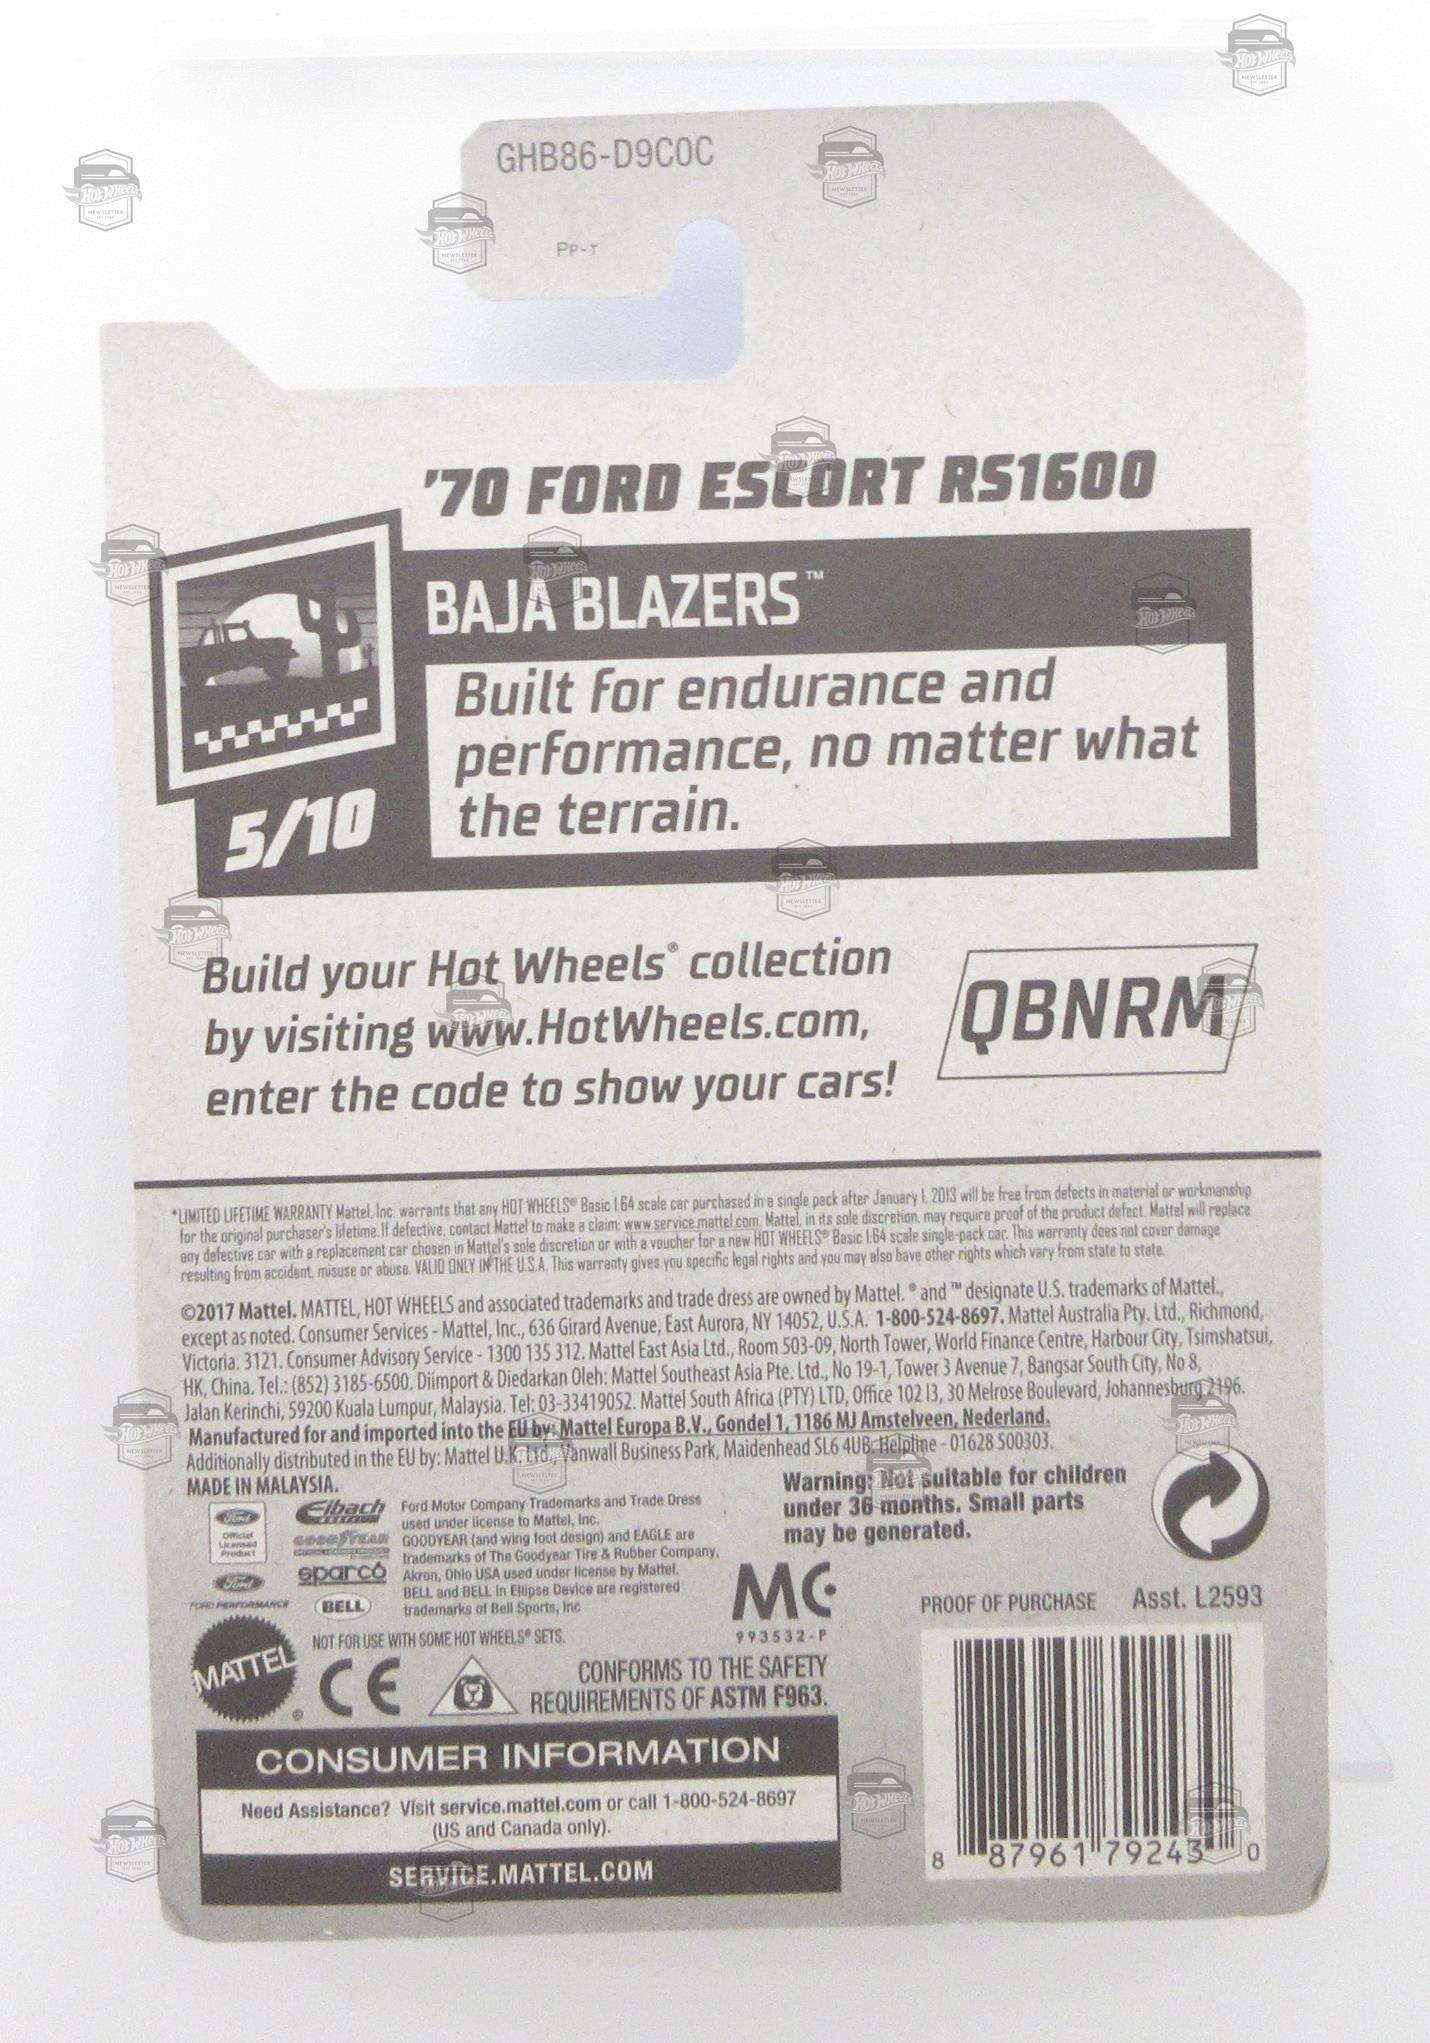 GHB86-D9C0C
PP-T
'70 FORD ESCORT RS1600
BAJA BLAZERS™
Built for endurance and
performance, no matter what
the terrain.
5/10
Build your Hot Wheels® collection
by visiting www.HotWheels.com,
enter the code to show your cars!
QBNRM
*LIMITED LIFETIME WARRANTY Mattel, Inc. warrants that any HOT WHEELS® Basic 1:64 scale car purchased in a single pack after January 1, 2013 will be free from defects in material or workmanship
for the original purchaser's lifetime. If defective, contact Mattel to make a claim: www.service.mattel.com. Mattel, in its sole discretion, may require proof of the product defect. Mattel will replace
any defective car with a replacement car chosen in Mattel's sole discretion or with a voucher for a new HOT WHEELS® Basic 1:64 scale single-pack car. This warranty does not cover damage
resulting from accident, misuse or abuse. VALID ONLY IN THE U.S.A. This warranty gives you specific legal rights and you may also have other rights which vary from state to state.
©2017 Mattel. MATTEL, HOT WHEELS and associated trademarks and trade dress are owned by Mattel. ® and ™ designate U.S. trademarks of Mattel.,
except as noted. Consumer Services - Mattel, Inc., 636 Girard Avenue, East Aurora, NY 14052, U.S.A. 1-800-524-8697. Mattel Australia Pty. Ltd., Richmond,
Victoria. 3121. Consumer Advisory Service - 1300 135 312. Mattel East Asia Ltd., Room 503-09, North Tower, World Finance Centre, Harbour City, Tsimshatsui,
HK, China. Tel.: (852) 3185-6500. Diimport & Diedarkan Oleh: Mattel Southeast Asia Pte. Ltd., No 19-1, Tower 3 Avenue 7, Bangsar South City, No 8,
Jalan Kerinchi, 59200 Kuala Lumpur, Malaysia. Tel: 03-33419052. Mattel South Africa (PTY) LTD, Office 102 I3, 30 Melrose Boulevard, Johannesburg 2196.
Manufactured for and imported into the EU by: Mattel Europa B.V., Gondel 1, 1186 MJ Amstelveen, Nederland.
Additionally distributed in the EU by: Mattel U.K. Ltd., Vanwall Business Park, Maidenhead SL6 4UB. Helpline - 01628 500303.
MADE IN MALAYSIA.
Warning: Not suitable for children
under 36 months. Small parts
may be generated.
Ford
Official
Licensed
Product
Ford
FORD PERFORMANCE
Eibach
GOODYEAR
sparco
BELL
Ford Motor Company Trademarks and Trade Dress
used under license to Mattel, Inc.
GOODYEAR (and wing foot design) and EAGLE are
trademarks of The Goodyear Tire & Rubber Company,
Akron, Ohio USA used under license by Mattel.
BELL and BELL in Ellipse Device are registered
trademarks of Bell Sports, Inc
MC
993532-P
PROOF OF PURCHASE
Asst. L2593
MATTEL®
NOT FOR USE WITH SOME HOT WHEELS® SETS.
CE
CONFORMS TO THE SAFETY
REQUIREMENTS OF ASTM F963.
CONSUMER INFORMATION
Need Assistance? Visit service.mattel.com or call 1-800-524-8697
(US and Canada only).
SERVICE.MATTEL.COM
8 87961 79243 0